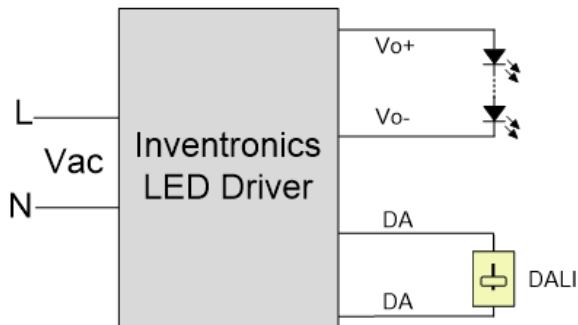 L
Vac
N
Inventronics
LED Driver
Vo+
Vo-
DA
DALI
DA